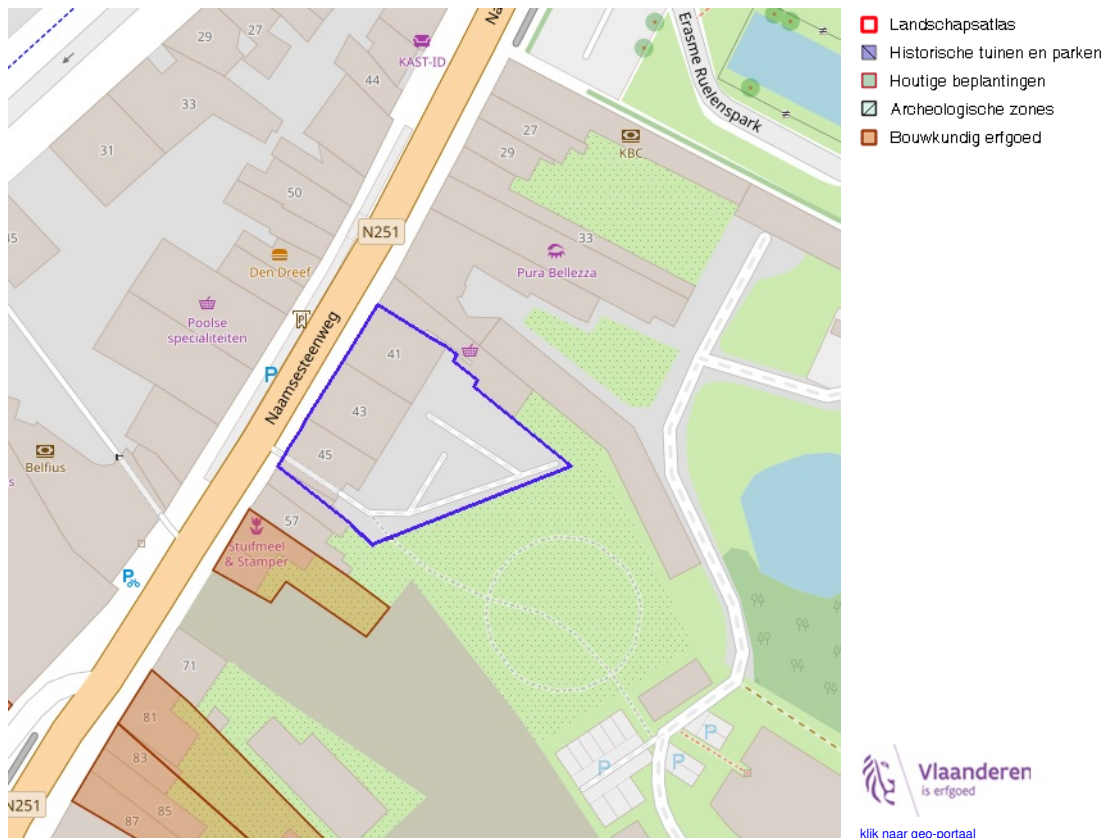 Landschapsatlas
Historische tuinen en parken
Houtige beplantingen
Archeologische zones
Bouwkundig erfgoed
29
27
KAST-ID
44
33
31
50
Den Dreef
Poolse
specialiteiten
N251
Naamsesteenweg
Erasme Ruelenspark
27
29
KBC
33
Pura Bellezza
P
P
41
43
45
Belfius
s
57
Stuifmeel
& Stamper
P
71
81
83
85
87
N251
P
P
P
Vlaanderen
is erfgoed
klik naar geo-portaal